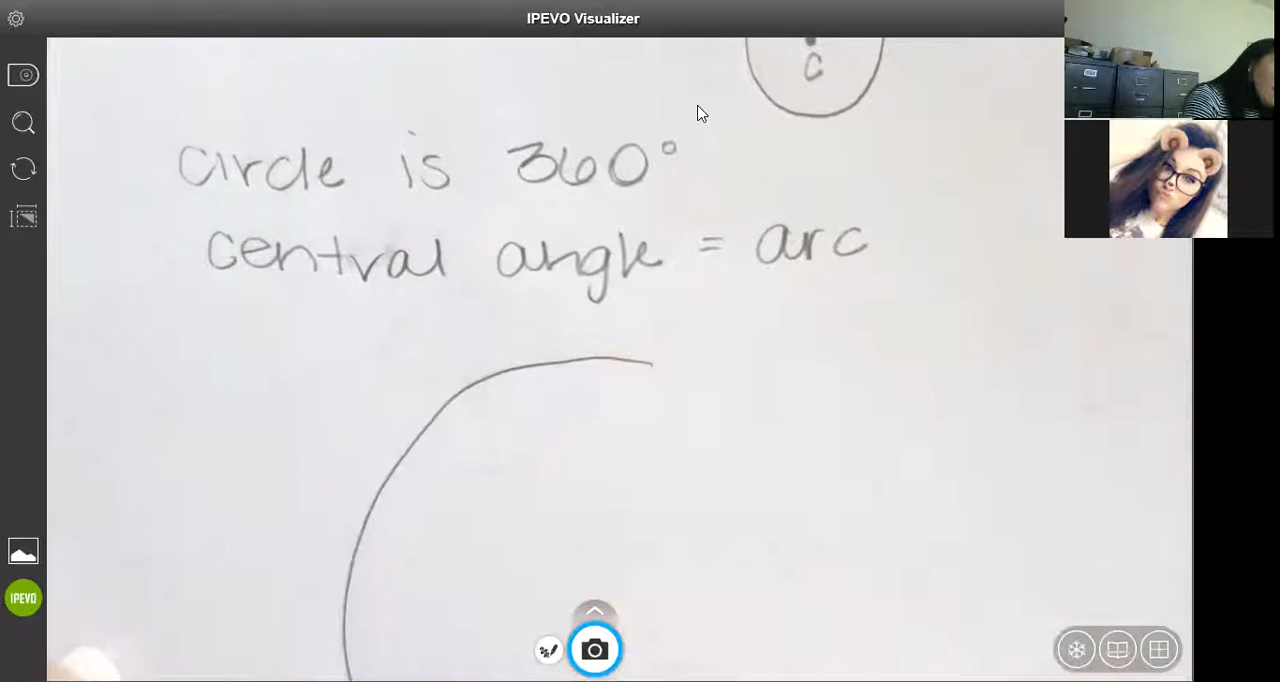 IPEVO Visualizer
C
circle is 360°
central angle = arc
IPEVO